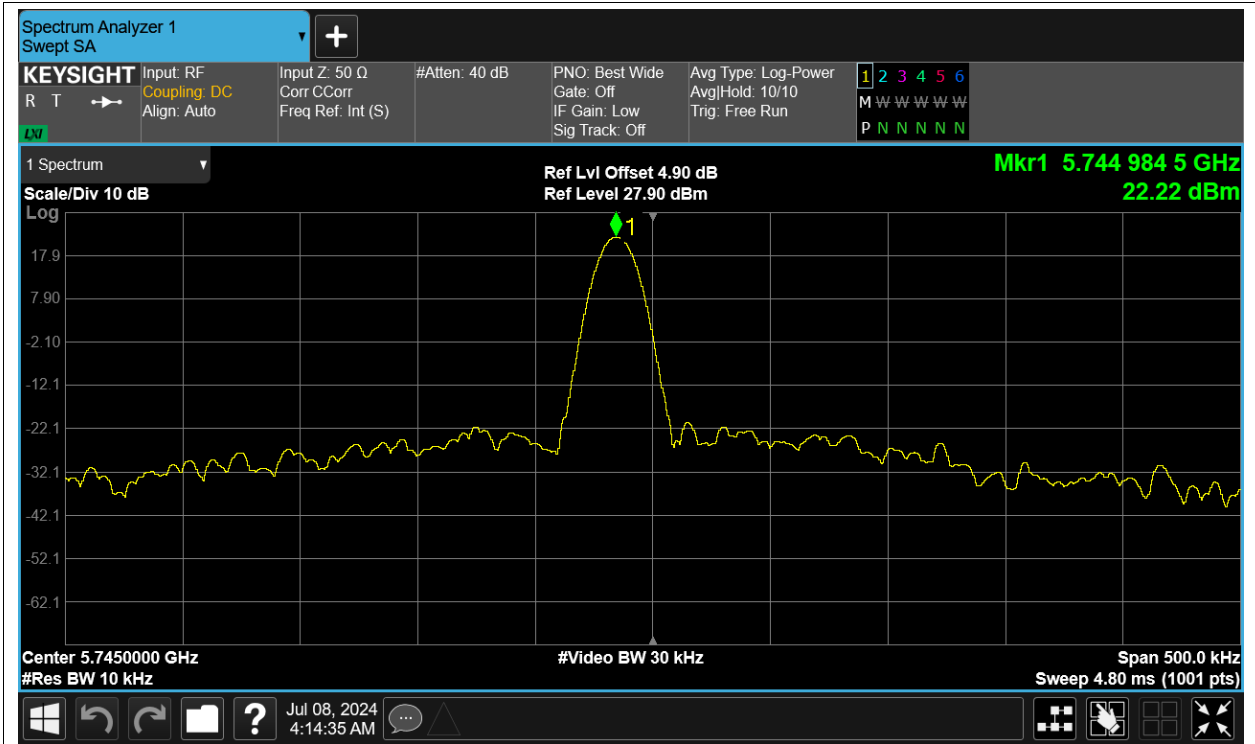 Spectrum Analyzer 1
Swept SA
KEYSIGHT
R T
LXI
Input: RF
Coupling: DC
Align: Auto
Input Z: 50 Ω
Corr CCorr
Freq Ref: Int (S)
#Atten: 40 dB
PNO: Best Wide
Gate: Off
IF Gain: Low
Sig Track: Off
Avg Type: Log-Power
Avg|Hold: 10/10
Trig: Free Run
1 2 3 4 5 6
M W W W W W
P N N N N N
1 Spectrum
Scale/Div 10 dB
Ref Lvl Offset 4.90 dB
Ref Level 27.90 dBm
Mkr1 5.744 984 5 GHz
22.22 dBm
Log
1
17.9
7.90
-2.10
-12.1
-22.1
-32.1
-42.1
-52.1
-62.1
Center 5.7450000 GHz
#Video BW 30 kHz
Span 500.0 kHz
#Res BW 10 kHz
Sweep 4.80 ms (1001 pts)
?
Jul 08, 2024
4:14:35 AM